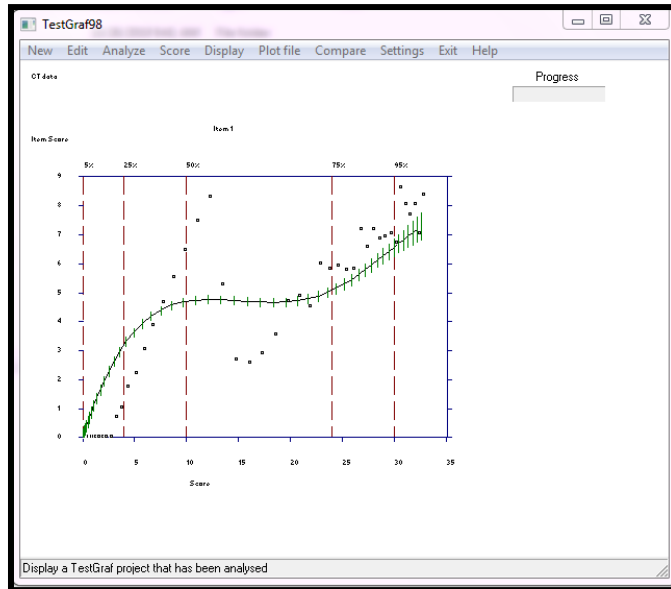 TestGraf98
New Edit Analyze Score Display Plot file Compare Settings Exit Help
CT data
Progress
Item 1
Item Score
5% 25% 50% 75% 95%
9
8
7
6
5
4
3
2
1
0
0 5 10 15 20 25 30 35
Score
Display a TestGraf project that has been analysed